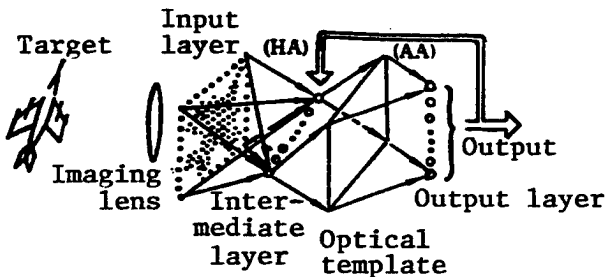 Target
Input
layer
(HA)
(AA)
Imaging
lens
Inter-
mediate
layer
Optical
template
Output
Output layer